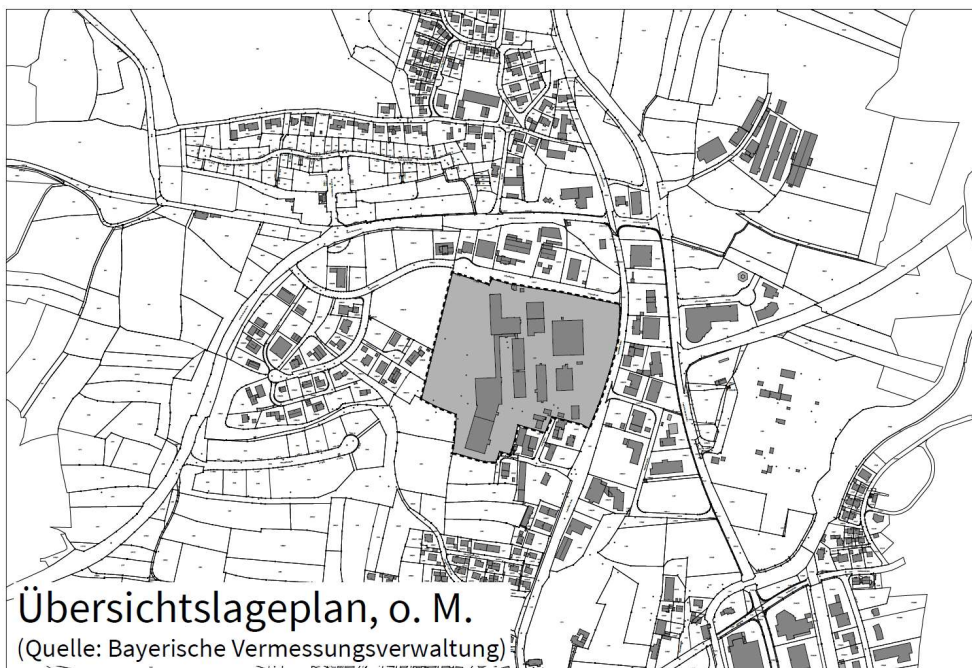 Übersichtslageplan, o. M.
(Quelle: Bayerische Vermessungsverwaltung)